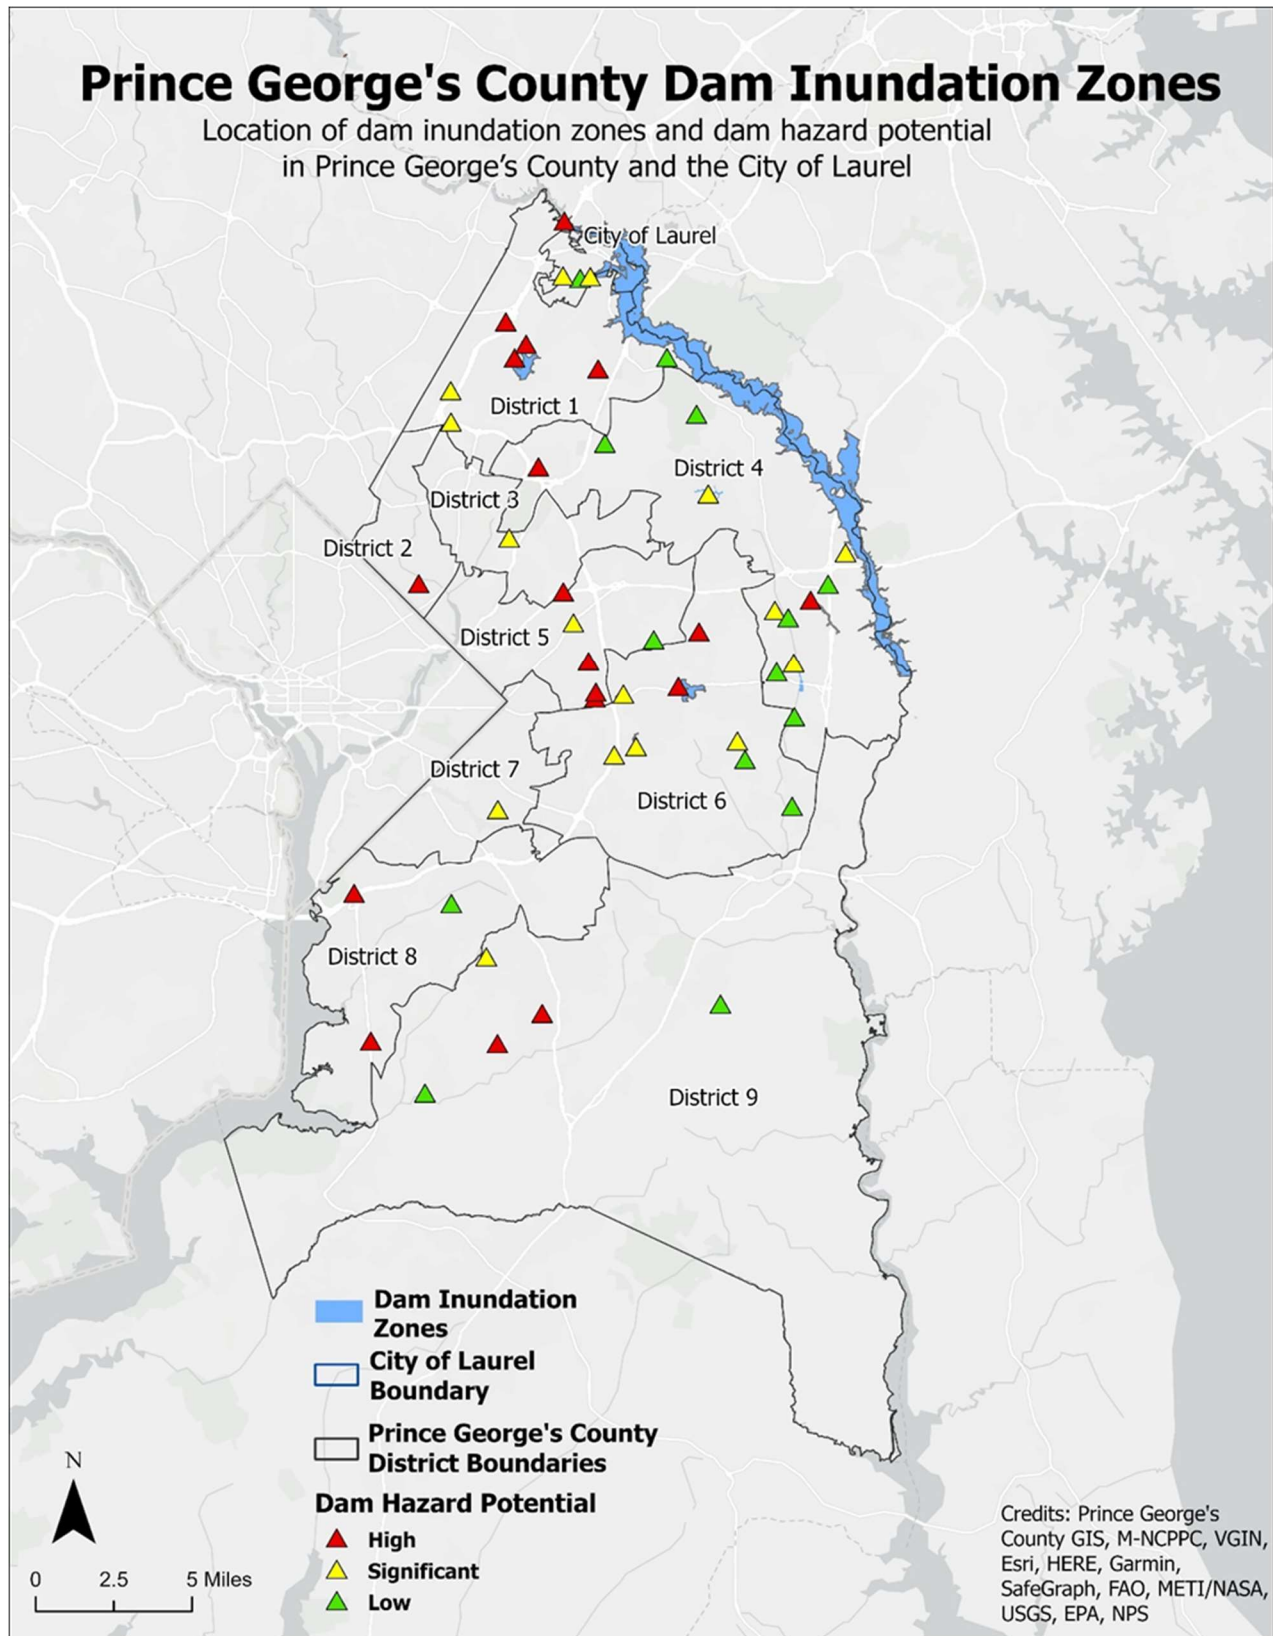 Prince George's County Dam Inundation Zones
Location of dam inundation zones and dam hazard potential
in Prince George’s County and the City of Laurel
City of Laurel
District 1
District 4
District 3
District 2
District 5
District 7
District 6
District 8
District 9
Dam Inundation
Zones
City of Laurel
Boundary
Prince George's County
District Boundaries
Dam Hazard Potential
High
Significant
Low
N
0 2.5 5 Miles
Credits: Prince George's
County GIS, M-NCPPC, VGIN,
Esri, HERE, Garmin,
SafeGraph, FAO, METI/NASA,
USGS, EPA, NPS